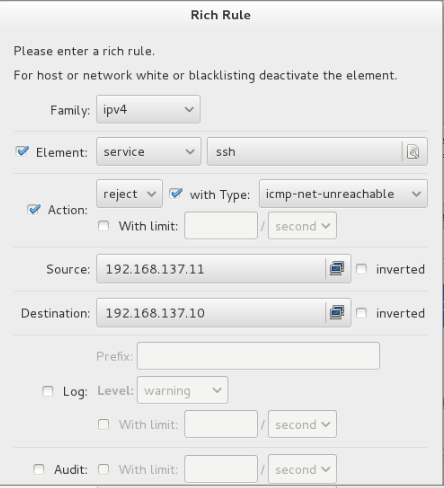 Rich Rule
Please enter a rich rule.
For host or network white or blacklisting deactivate the element.
Family: ipv4
Element: service ssh
Action: reject with Type: icmp-net-unreachable
With limit: / second
Source: 192.168.137.11 inverted
Destination: 192.168.137.10 inverted
Prefix:
Log: Level: warning
With limit: / second
Audit: With limit: / second